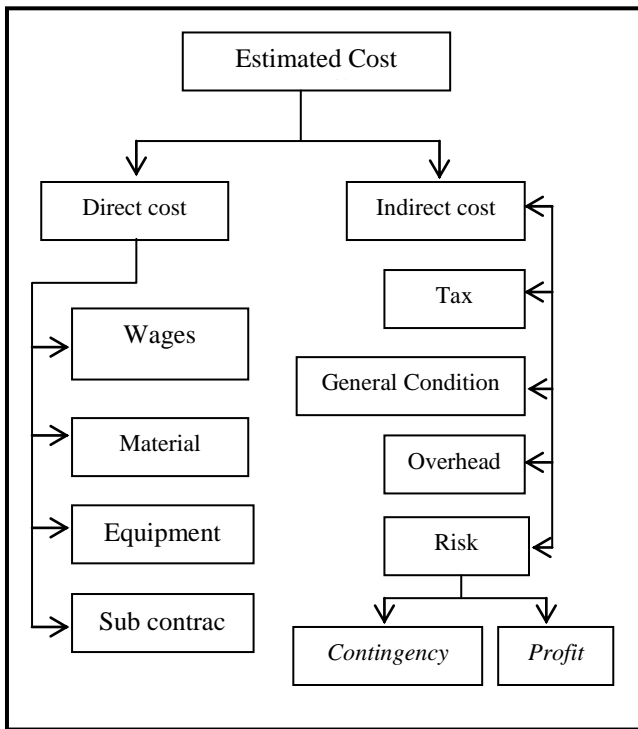 Estimated Cost
Direct cost
Indirect cost
Wages
Tax
General Condition
Material
Overhead
Equipment
Risk
Sub contrac
Contingency
Profit